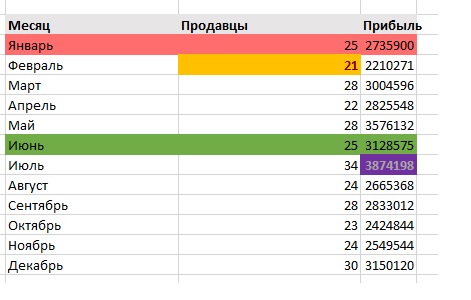 Месяц Продавцы Прибыль
Январь 25 2735900
Февраль 21 2210271
Март 28 3004596
Апрель 22 2825548
Май 28 3576132
Июнь 25 3128575
Июль 34 3874198
Август 24 2665368
Сентябрь 28 2833012
Октябрь 23 2424844
Ноябрь 24 2549544
Декабрь 30 3150120